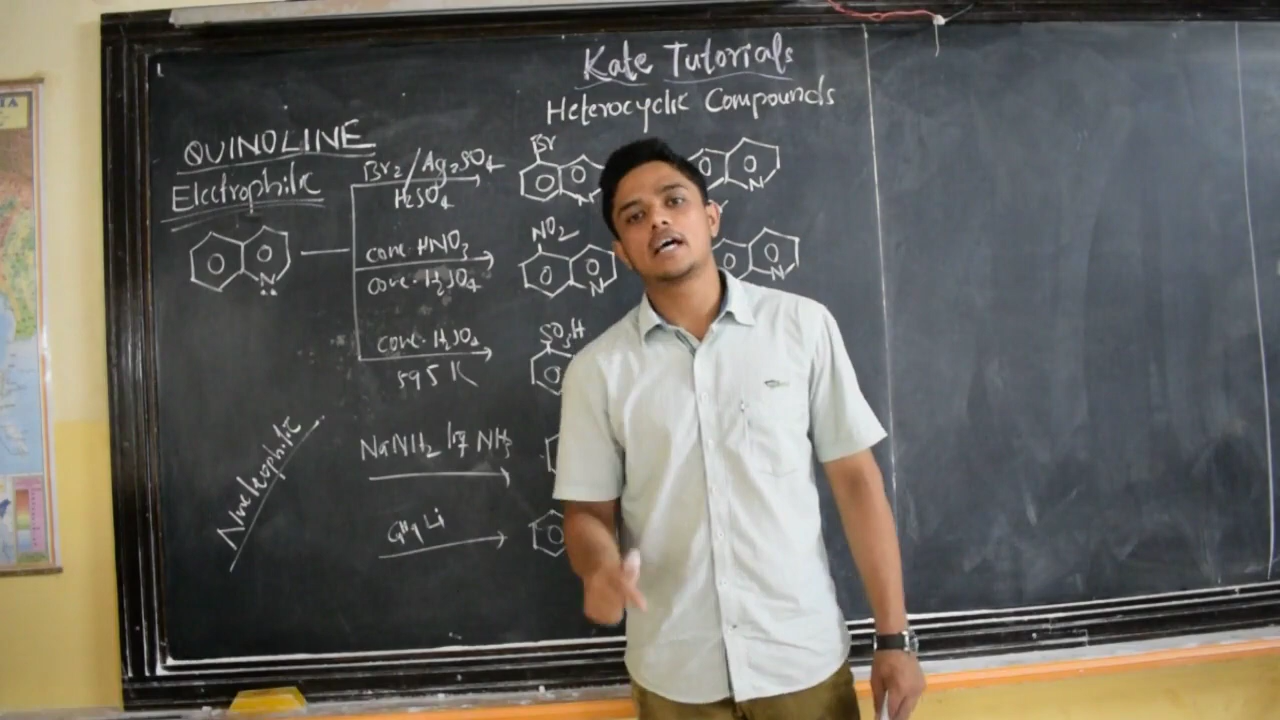 Kate Tutorials
Heterocyclic Compounds
QUINOLINE
Electrophilic
Br₂/Ag₂SO₄
H₂SO₄
Br
N
N
N
conc. HNO₃
conc. H₂SO₄
NO₂
N
N
conc. H₂SO₄
595 K
SO₃H
Nucleophilic
NaNH₂/liq NH₃
C₄H₉Li